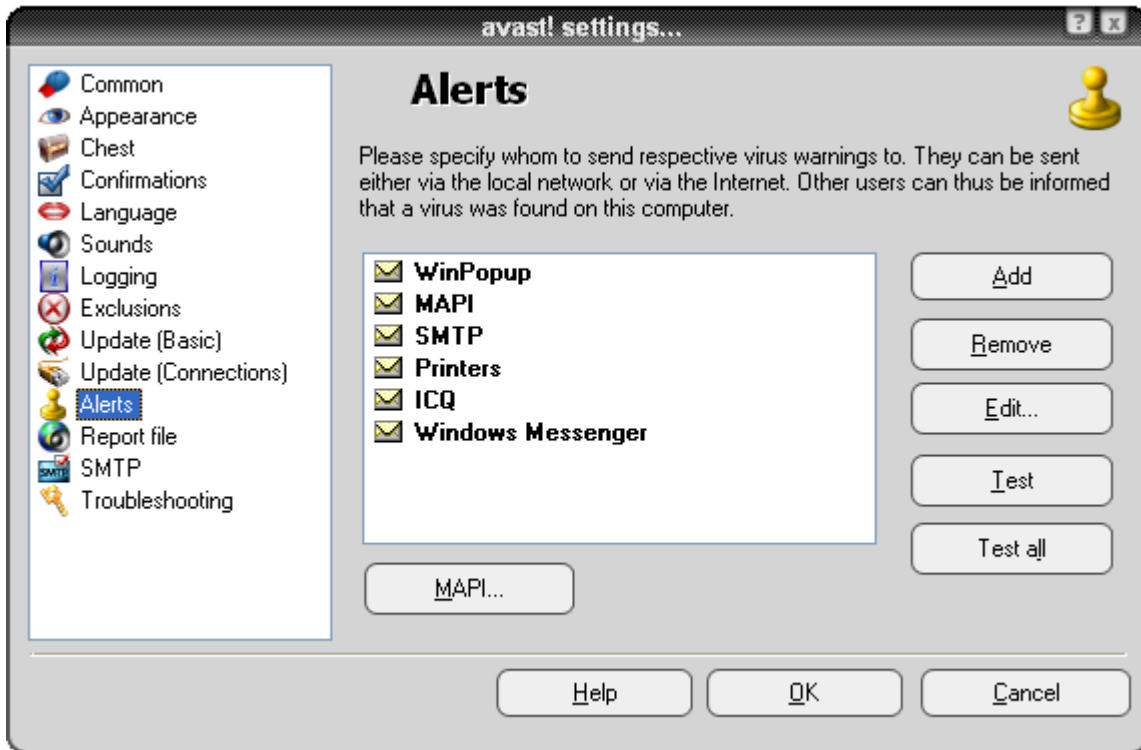 avast! settings...
Common
Appearance
Chest
Confirmations
Language
Sounds
Logging
Exclusions
Update (Basic)
Update (Connections)
Alerts
Report file
SMTP
Troubleshooting
Alerts
Please specify whom to send respective virus warnings to. They can be sent
either via the local network or via the Internet. Other users can thus be informed
that a virus was found on this computer.
WinPopup
MAPI
SMTP
Printers
ICQ
Windows Messenger
Add
Remove
Edit...
Test
Test all
MAPI...
Help
OK
Cancel